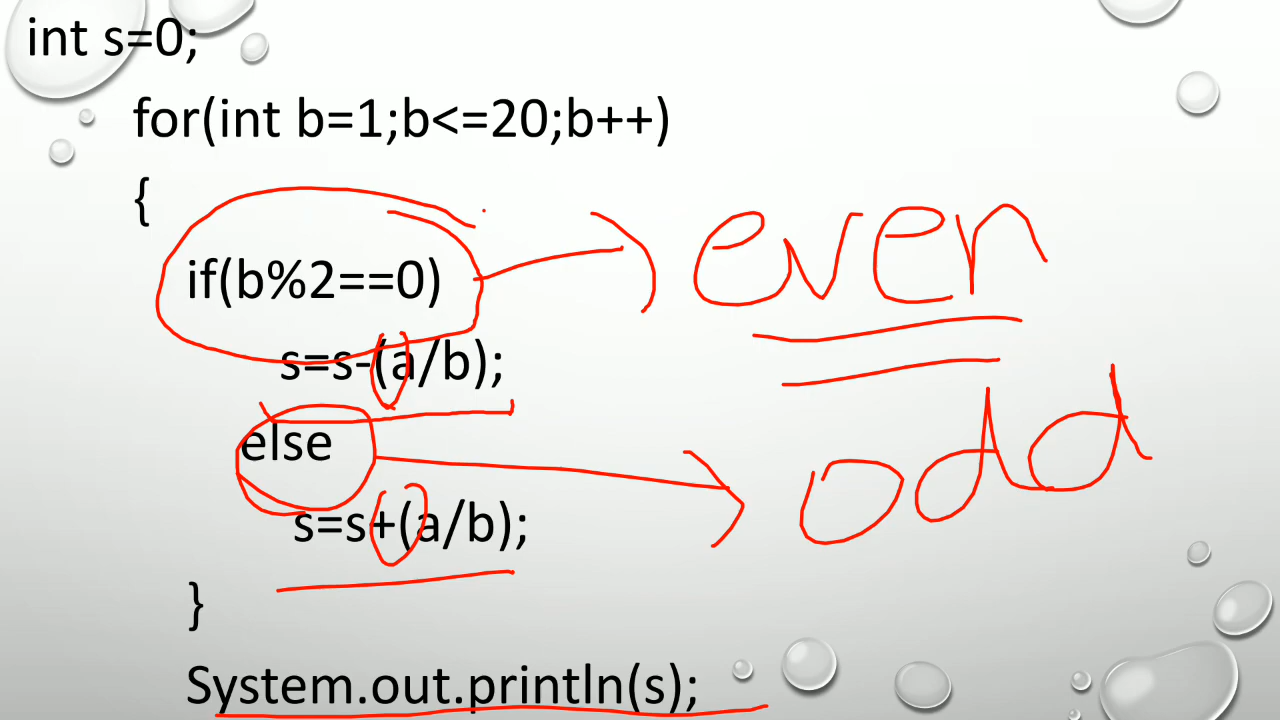 int s=0;
for(int b=1;b<=20;b++)
{
if(b%2==0)
even
s=s-(a/b);
else
odd
s=s+(a/b);
}
System.out.println(s);